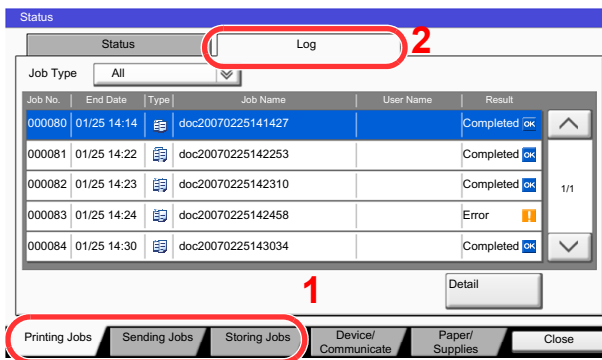 Status
Status Log 2
Job Type All
Job No. End Date Type Job Name User Name Result
000080 01/25 14:14 doc20070225141427 Completed OK
000081 01/25 14:22 doc20070225142253 Completed OK
000082 01/25 14:23 doc20070225142310 Completed OK
1/1
000083 01/25 14:24 doc20070225142458 Error !
000084 01/25 14:30 doc20070225143034 Completed OK
1
Detail
Printing Jobs Sending Jobs Storing Jobs Device/ Paper/ Close
Communicate Supplies